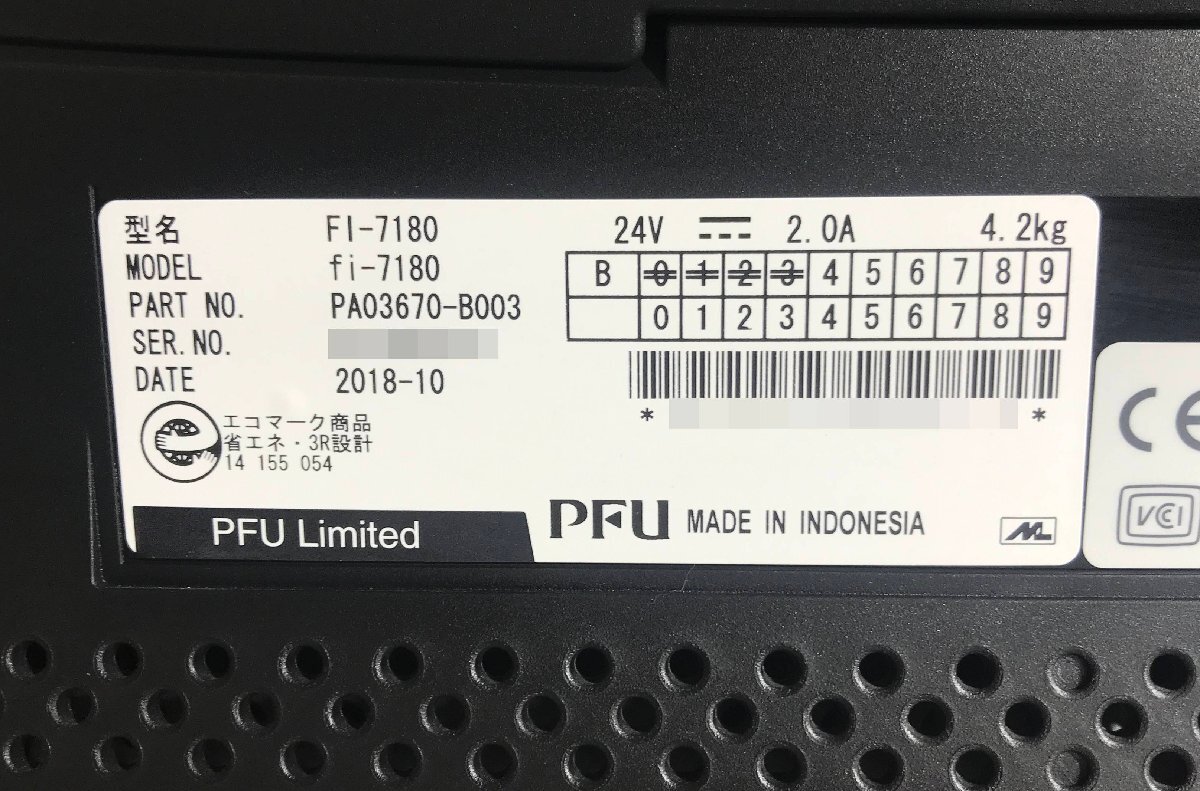 型名 FI-7180 24V 2.0A 4.2kg
MODEL fi-7180
PART NO. PA03670-B003
SER.NO.
DATE 2018-10
B 0 1 2 3 4 5 6 7 8 9
0 1 2 3 4 5 6 7 8 9
* *
エコマーク商品
省エネ・3R設計
14 155 054
PFU Limited
PFU MADE IN INDONESIA
CE
VCCI